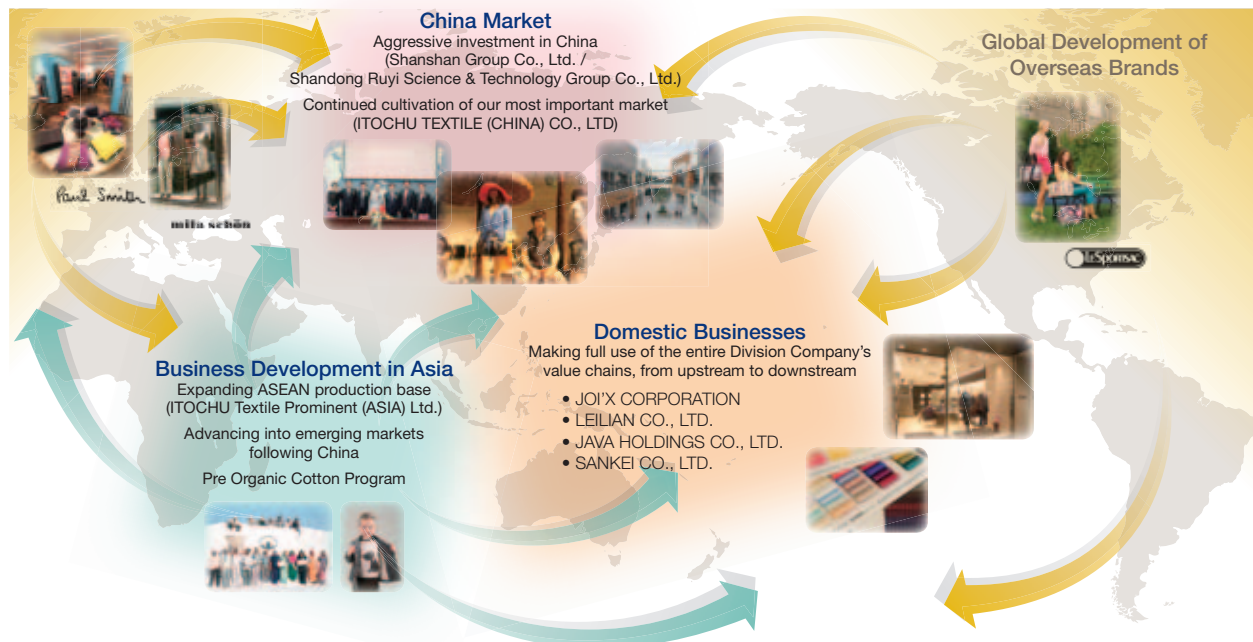 China Market
Aggressive investment in China
(Shanshan Group Co., Ltd. /
Shandong Ruyi Science & Technology Group Co., Ltd.)
Continued cultivation of our most important market
(ITOCHU TEXTILE (CHINA) CO., LTD)
Global Development of
Overseas Brands
Paul Smith
mila schön
LeSportsac
Business Development in Asia
Expanding ASEAN production base
(ITOCHU Textile Prominent (ASIA) Ltd.)
Advancing into emerging markets
following China
Pre Organic Cotton Program
Domestic Businesses
Making full use of the entire Division Company's
value chains, from upstream to downstream
• JOI'X CORPORATION
• LEILIAN CO., LTD.
• JAVA HOLDINGS CO., LTD.
• SANKEI CO., LTD.